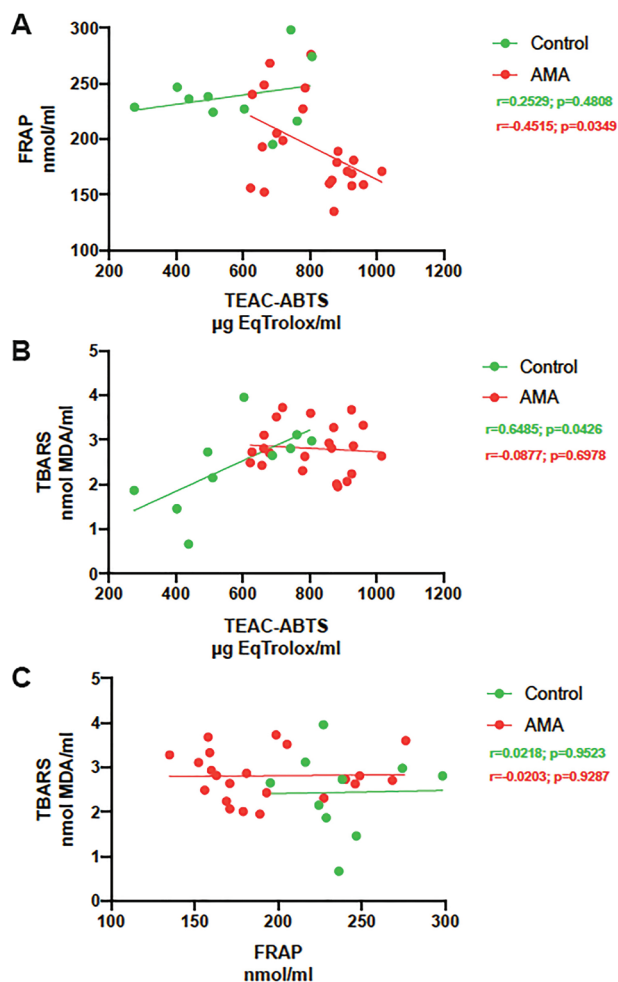 A
FRAP
nmol/ml
300
250
200
150
100
200
400
600
800
1000
1200
TEAC-ABTS
µg EqTrolox/ml
Control
AMA
r=0.2529; p=0.4808
r=-0.4515; p=0.0349
B
TBARS
nmol MDA/ml
5
4
3
2
1
0
200
400
600
800
1000
1200
TEAC-ABTS
µg EqTrolox/ml
Control
AMA
r=0.6485; p=0.0426
r=-0.0877; p=0.6978
C
TBARS
nmol MDA/ml
5
4
3
2
1
0
100
150
200
250
300
FRAP
nmol/ml
Control
AMA
r=0.0218; p=0.9523
r=-0.0203; p=0.9287